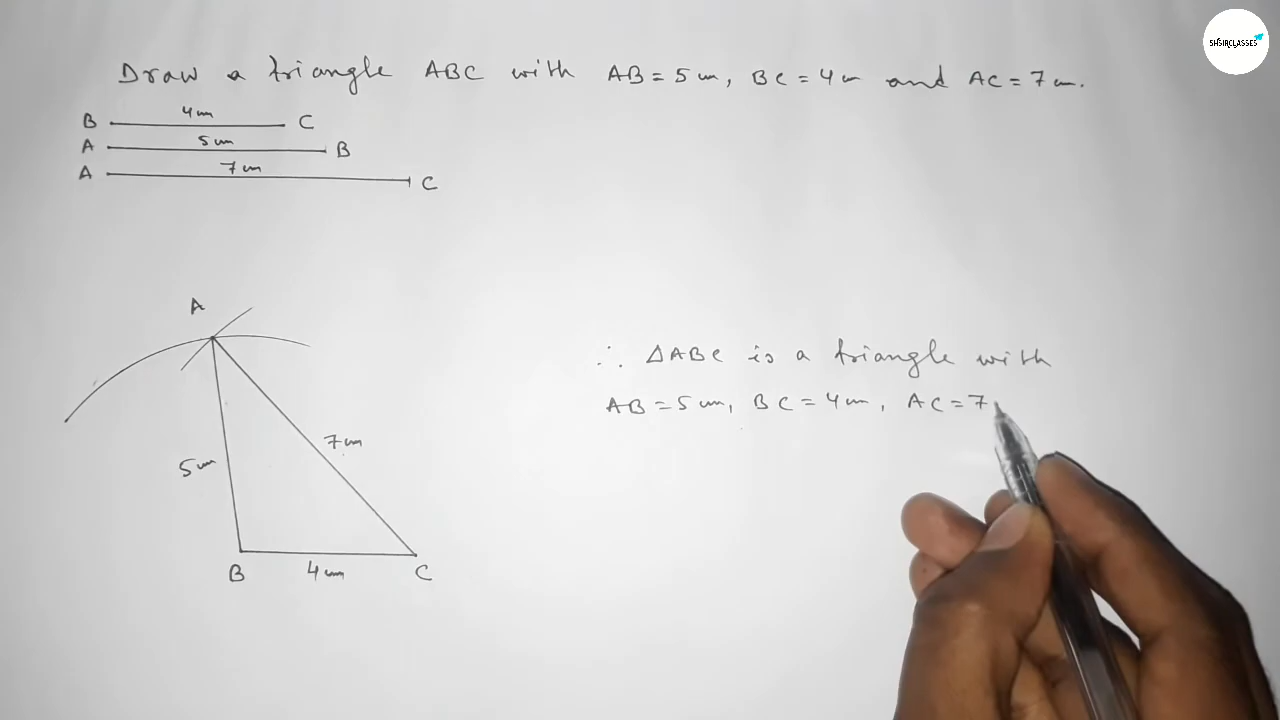 SHSIRCLASSES
Draw a triangle ABC with AB = 5 cm, BC = 4 cm and AC = 7 cm.
B 4 cm C
A 5 cm B
A 7 cm C
A
∴ △ABC is a triangle with
AB = 5 cm, BC = 4 cm, AC = 7
7 cm
5 cm
B 4 cm C